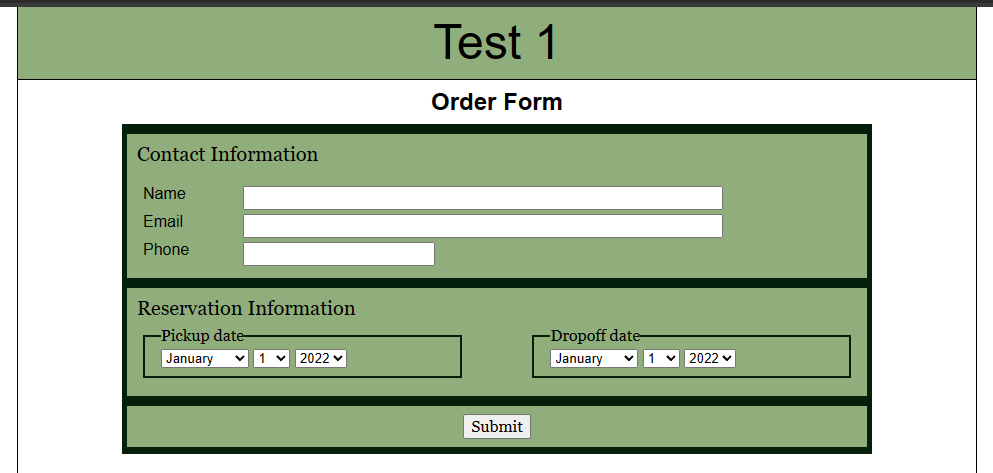 Test 1
Order Form
Contact Information
Name
Email
Phone
Reservation Information
Pickup date
January 1 2022
Dropoff date
January 1 2022
Submit